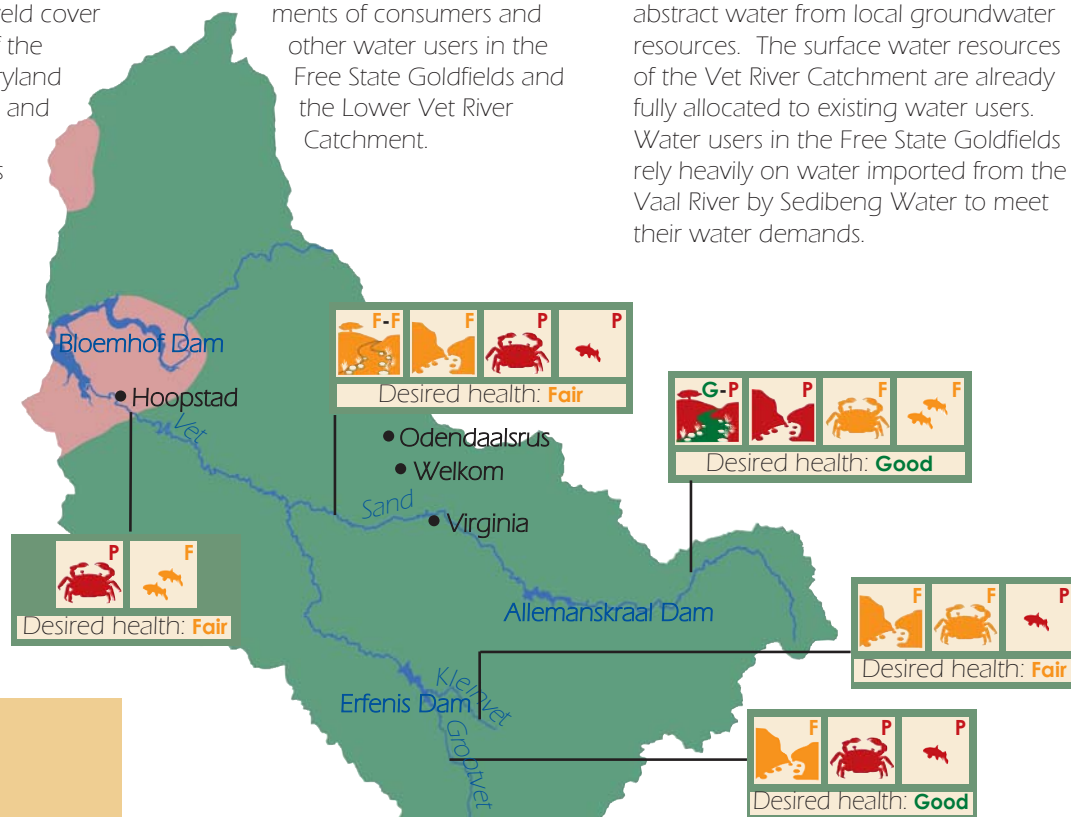 eld cover
f the
ryland
and
s
ments of consumers and
other water users in the
Free State Goldfields and
the Lower Vet River
Catchment.
abstract water from local groundwater
resources. The surface water resources
of the Vet River Catchment are already
fully allocated to existing water users.
Water users in the Free State Goldfields
rely heavily on water imported from the
Vaal River by Sedibeng Water to meet
their water demands.
F-F F P P
Desired health: Fair
Bloemhof Dam
Hoopstad
Vet
Odendaalsrus
Welkom
G-P P F F
Desired health: Good
Sand
Virginia
P F
Desired health: Fair
Allemanskraal Dam
F F P
Desired health: Fair
Kleinvet
Erfenis Dam
Grootvet
F P P
Desired health: Good